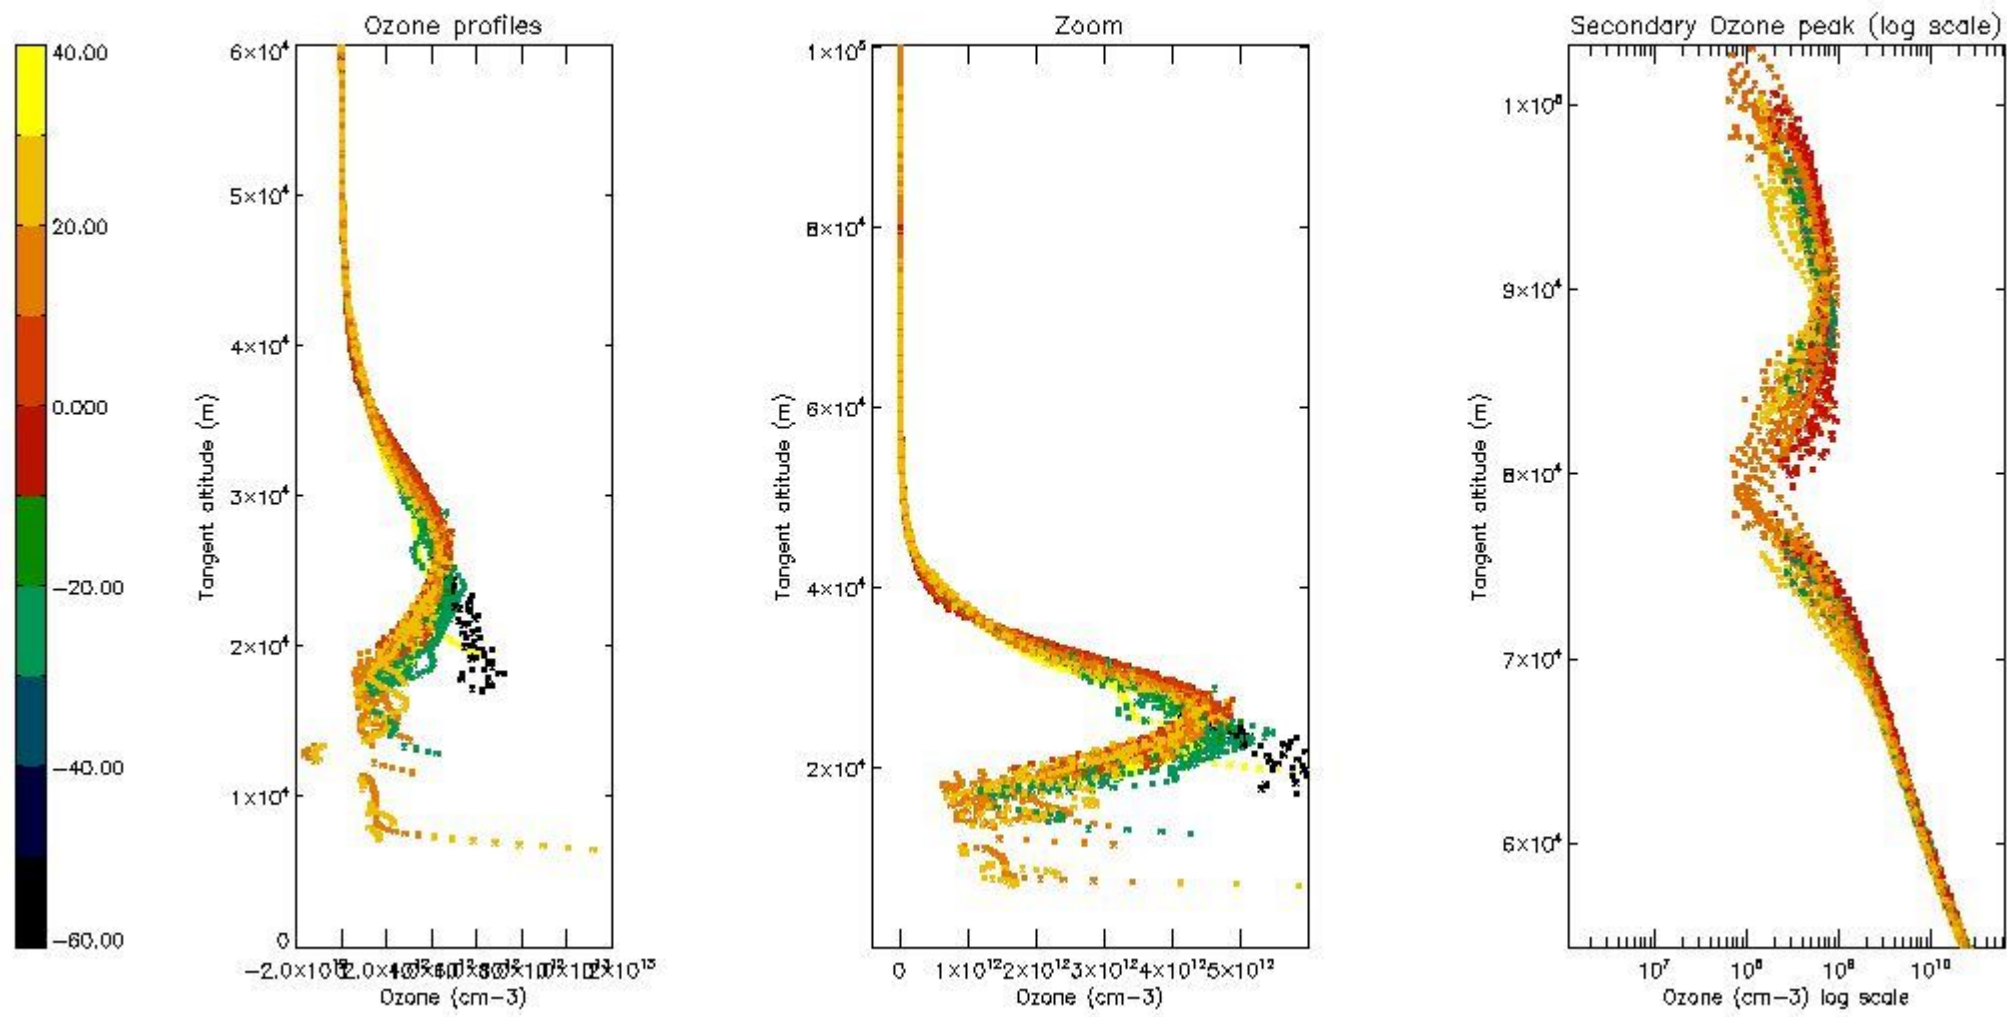 Ozone profiles
Zoom
Secondary Ozone peak (log scale)
40.00
20.00
0.000
−20.00
−40.00
−60.00
6×10⁴
5×10⁴
4×10⁴
3×10⁴
2×10⁴
1×10⁴
0
Tangent altitude (m)
Ozone (cm−3)
1×10⁵
8×10⁴
6×10⁴
4×10⁴
2×10⁴
Tangent altitude (m)
0 1×10¹² 2×10¹² 3×10¹² 4×10¹² 5×10¹²
Ozone (cm−3)
9×10⁴
8×10⁴
7×10⁴
6×10⁴
Tangent altitude (m)
10⁷ 10⁸ 10⁹ 10¹⁰
Ozone (cm−3) log scale